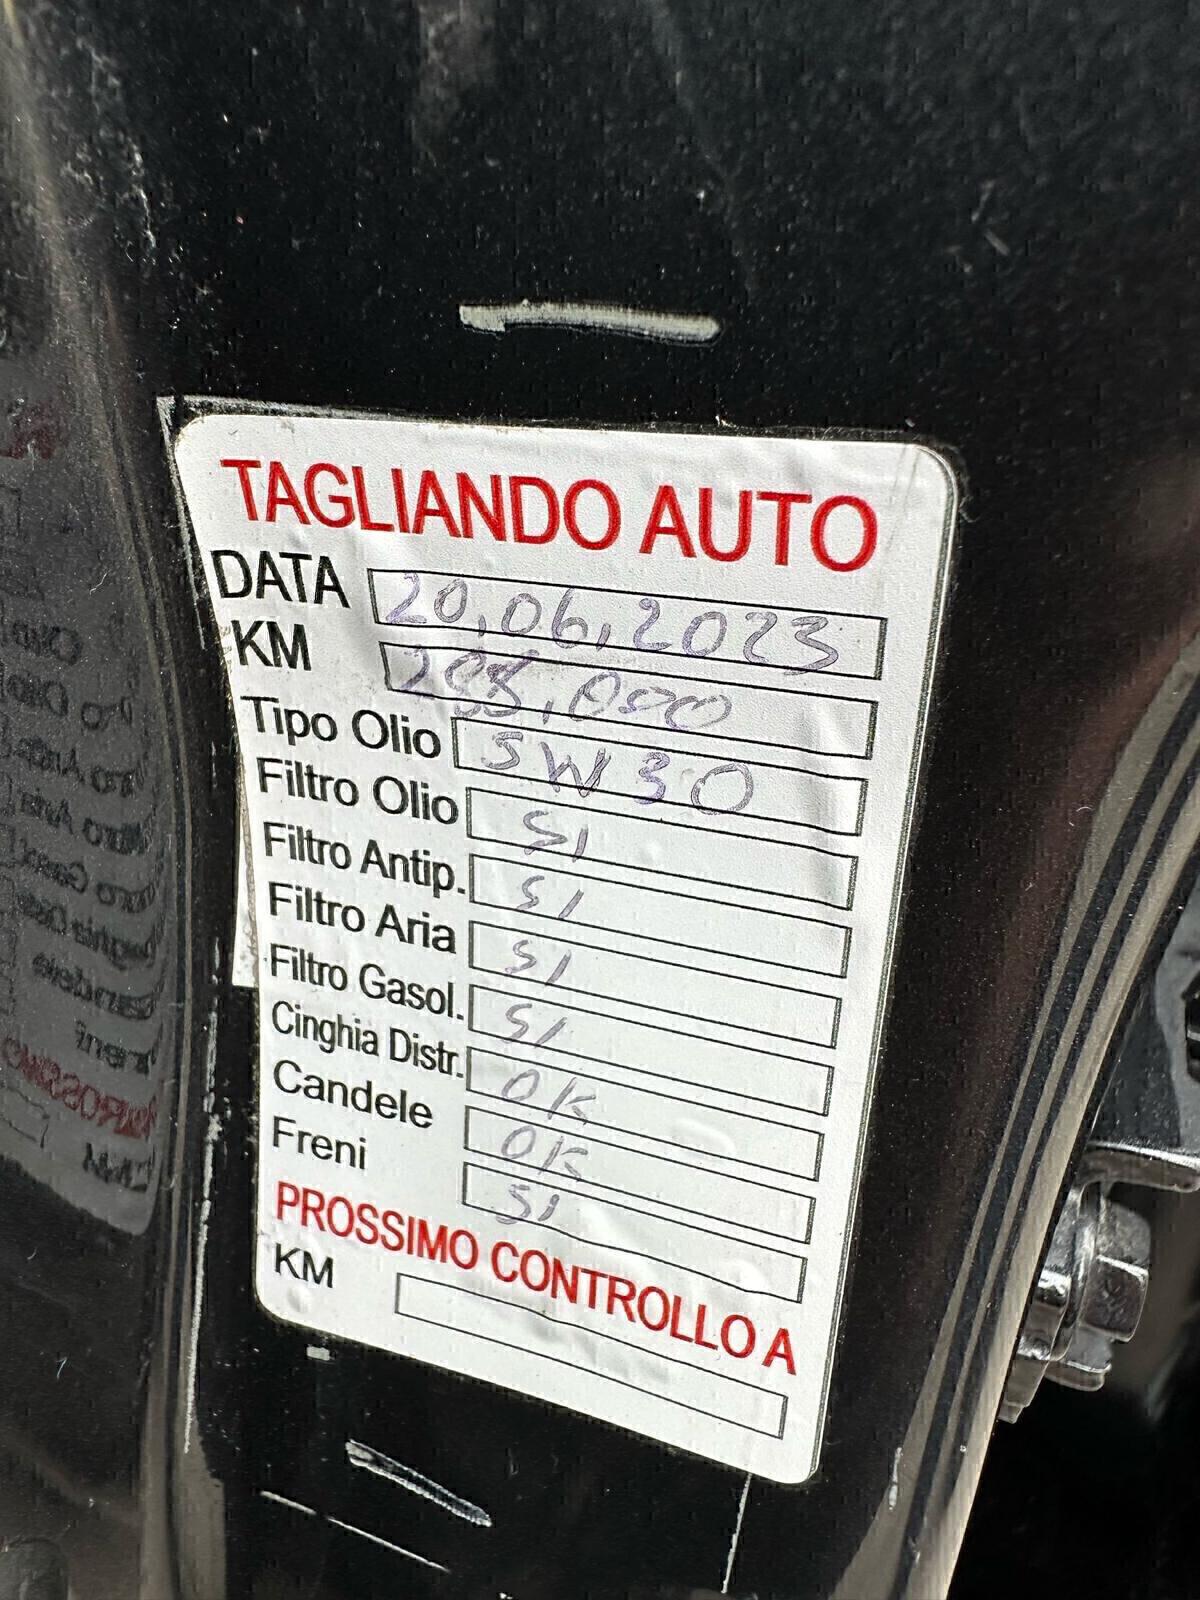 TAGLIANDO AUTO
DATA 20,06,2023
KM
Tipo Olio 5W30
Filtro Olio SI
Filtro Antip. SI
Filtro Aria SI
Filtro Gasol. SI
Cinghia Distr. OK
Candele OK
Freni SI
PROSSIMO CONTROLLO A
KM